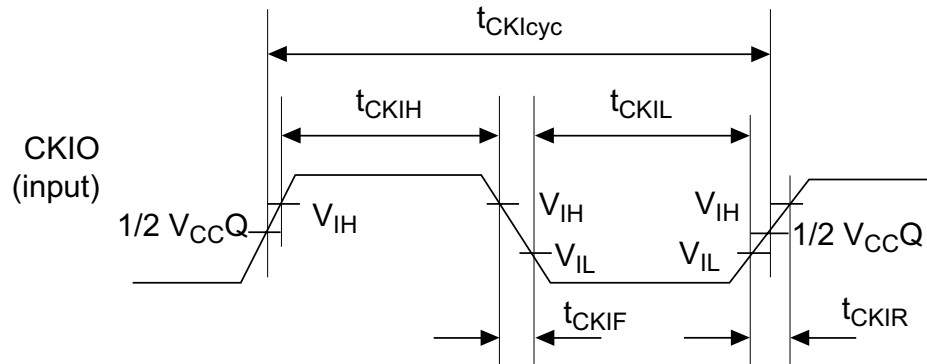 tCKIcyc
tCKIH
tCKIL
CKIO
(input)
VIH
VIH
VIH
1/2 VCCQ
1/2 VCCQ
VIL
VIL
tCKIF
tCKIR